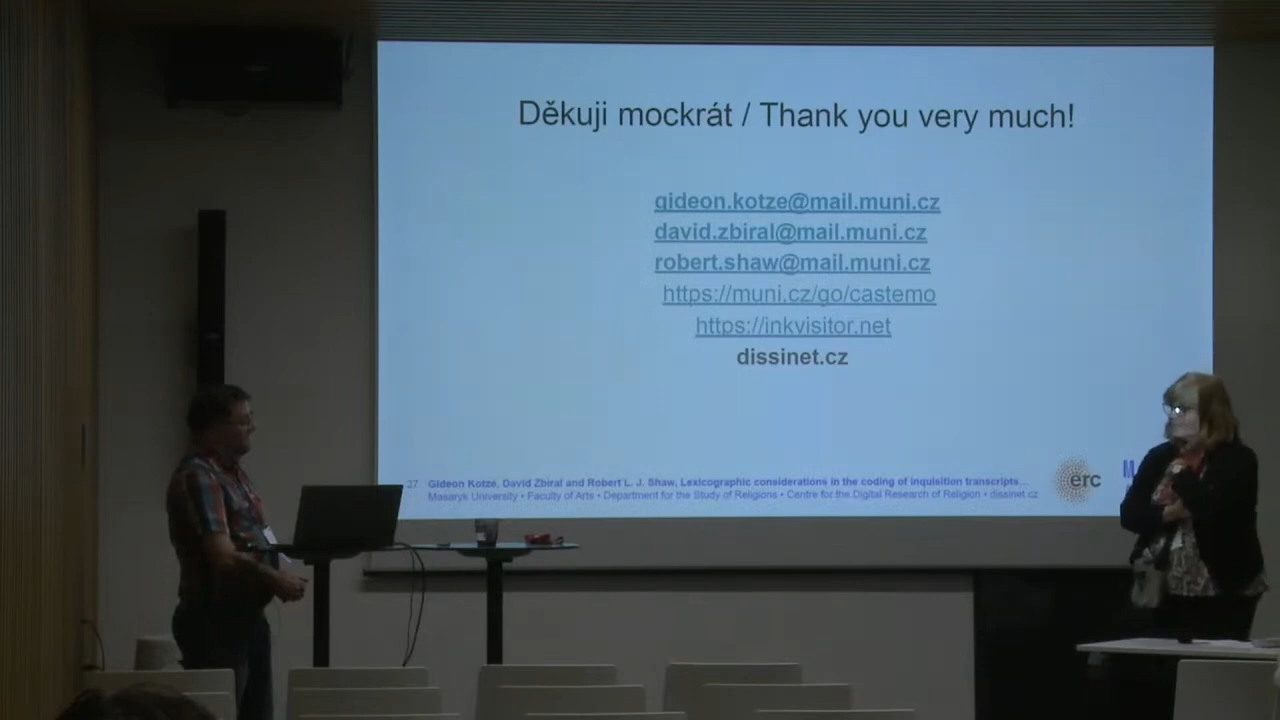 Děkuji mockrát / Thank you very much!
gideon.kotze@mail.muni.cz
david.zbiral@mail.muni.cz
robert.shaw@mail.muni.cz
https://muni.cz/go/castemo
https://inkvisitor.net
dissinet.cz
27 Gideon Kotze, David Zbiral and Robert L. J. Shaw, Lexicographic considerations in the coding of inquisition transcripts...
Masaryk University • Faculty of Arts • Department for the Study of Religions • Centre for the Digital Research of Religion • dissinet.cz
erc
M